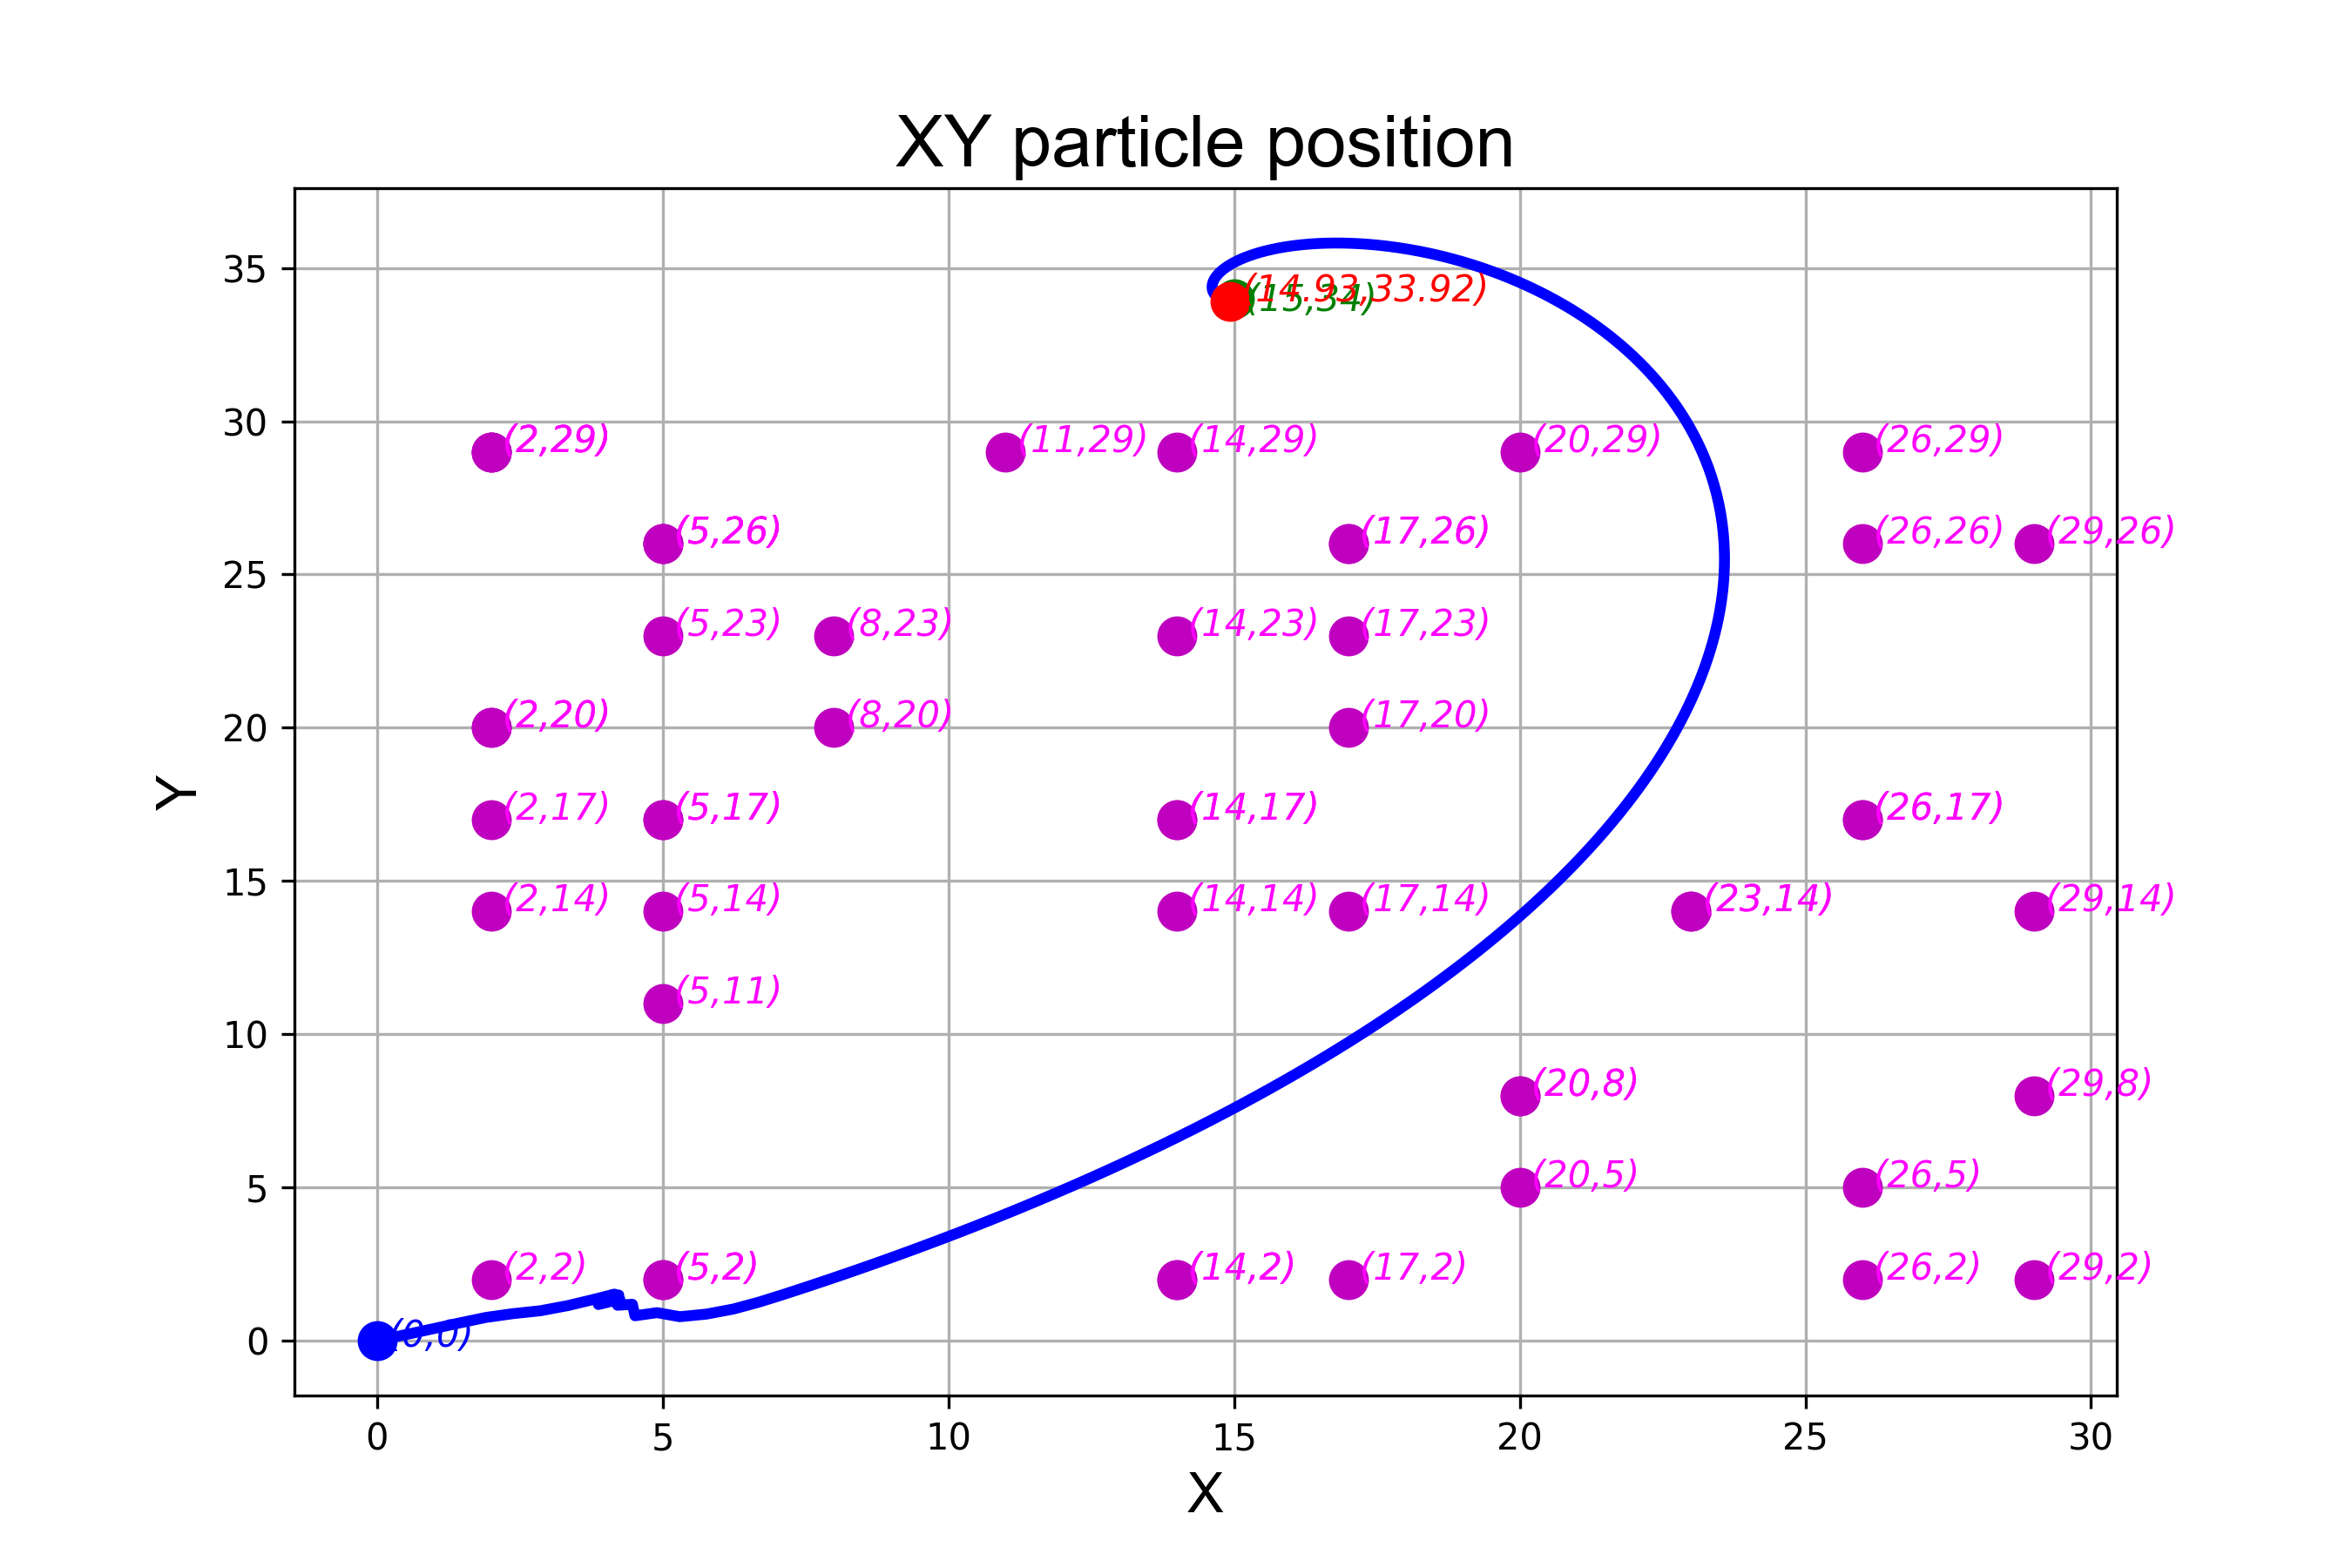 XY particle position
35
(14.93,33.92)
(15,34)
30
(2,29) (11,29) (14,29) (20,29) (26,29)
(5,26) (17,26) (26,26) (29,26)
25
(5,23) (8,23) (14,23) (17,23)
20
(2,20) (8,20) (17,20)
(2,17) (5,17) (14,17) (26,17)
Y
15
(2,14) (5,14) (14,14) (17,14) (23,14) (29,14)
(5,11)
10
(20,8) (29,8)
5
(20,5) (26,5)
(2,2) (5,2) (14,2) (17,2) (26,2) (29,2)
0
(0,0)
0 5 10 15 20 25 30
X